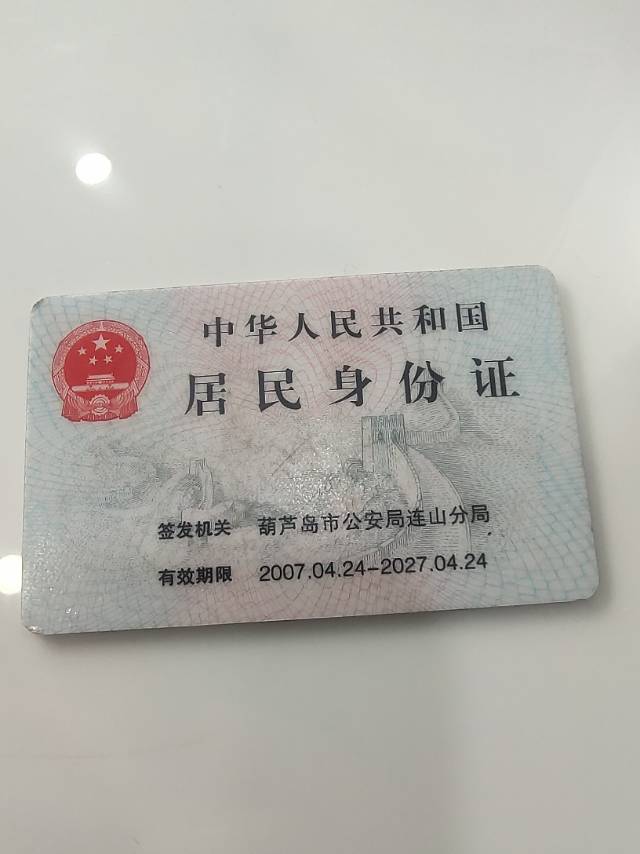 中华人民共和国
居民身份证
签发机关 葫芦岛市公安局连山分局
有效期限 2007.04.24-2027.04.24